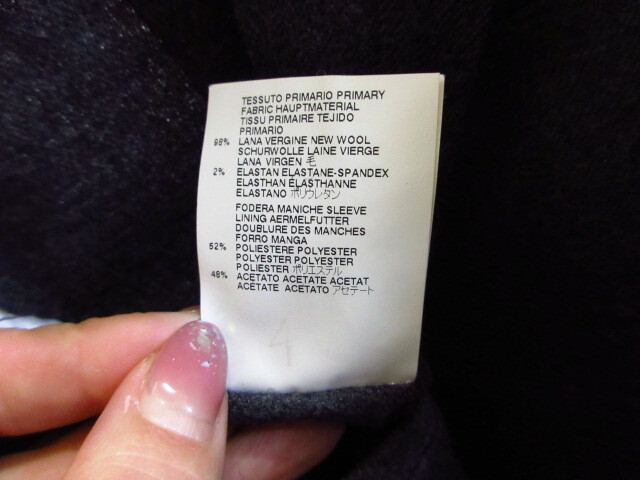 TESSUTO PRIMARIO PRIMARY
FABRIC HAUPTMATERIAL
TISSU PRIMAIRE TEJIDO
PRIMARIO
98% LANA VERGINE NEW WOOL
SCHURWOLLE LAINE VIERGE
LANA VIRGEN 毛
2% ELASTAN ELASTANE-SPANDEX
ELASTHAN ÉLASTHANNE
ELASTANO ポリウレタン
FODERA MANICHE SLEEVE
LINING AERMELFUTTER
DOUBLURE DES MANCHES
FORRO MANGA
52% POLIESTERE POLYESTER
POLYESTER POLYESTER
POLIESTER ポリエステル
48% ACETATO ACETATE ACETAT
ACÉTATE ACETATO アセテート
4